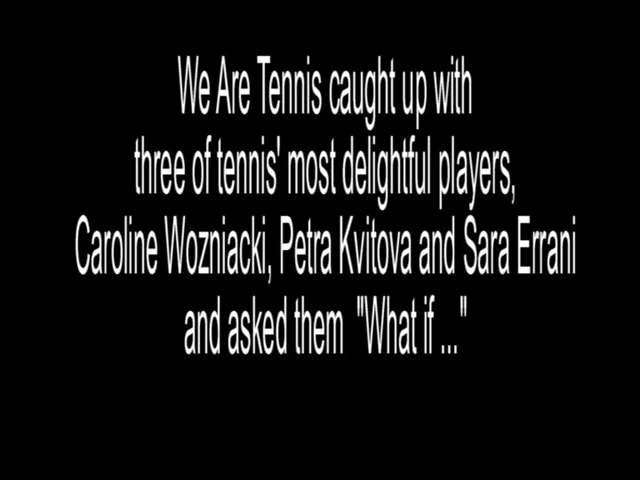 We Are Tennis caught up with
three of tennis' most delightful players,
Caroline Wozniacki, Petra Kvitova and Sara Errani
and asked them "What if ..."